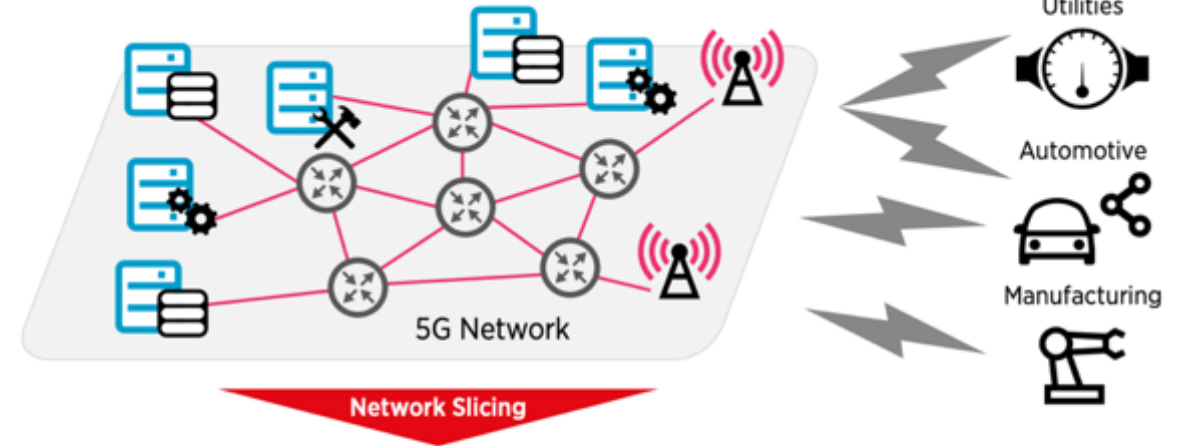 Utilities
Automotive
Manufacturing
5G Network
Network Slicing